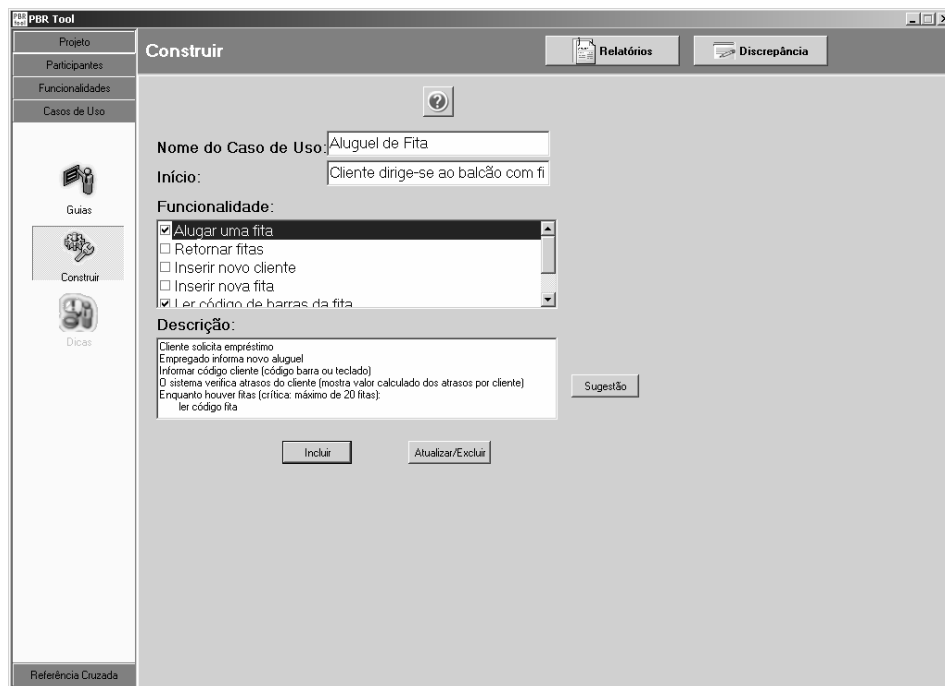 PBR tool PBR Tool
Projeto
Participantes
Funcionalidades
Casos de Uso
Guias
Construir
Dicas
Referência Cruzada
Construir
Relatórios
Discrepância
Nome do Caso de Uso: Aluguel de Fita
Início: Cliente dirige-se ao balcão com fi
Funcionalidade:
Alugar uma fita
Retornar fitas
Inserir novo cliente
Inserir nova fita
Ler código de barras da fita
Descrição:
Cliente solicita empréstimo
Empregado informa novo aluguel
Informar código cliente (código barra ou teclado)
O sistema verifica atrasos do cliente (mostra valor calculado dos atrasos por cliente)
Enquanto houver fitas (crítica: máximo de 20 fitas):
ler código fita
Sugestão
Incluir
Atualizar/Excluir